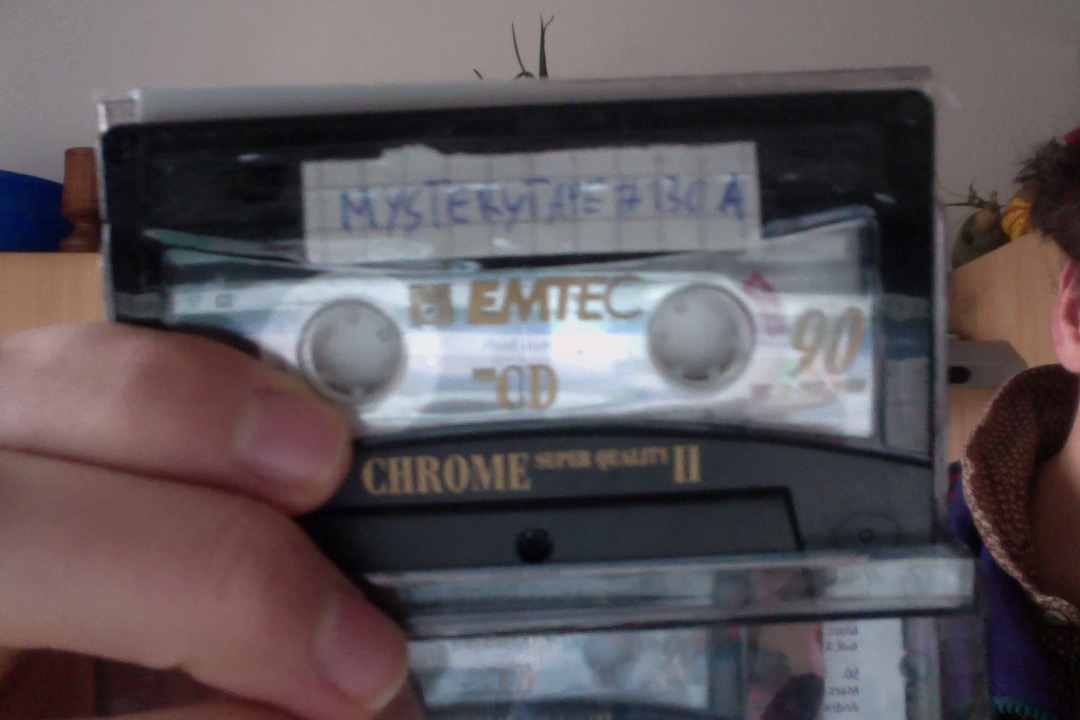 MYSTERYTAPE #130 A
EMTEC
CD
90
CHROME SUPER QUALITY II